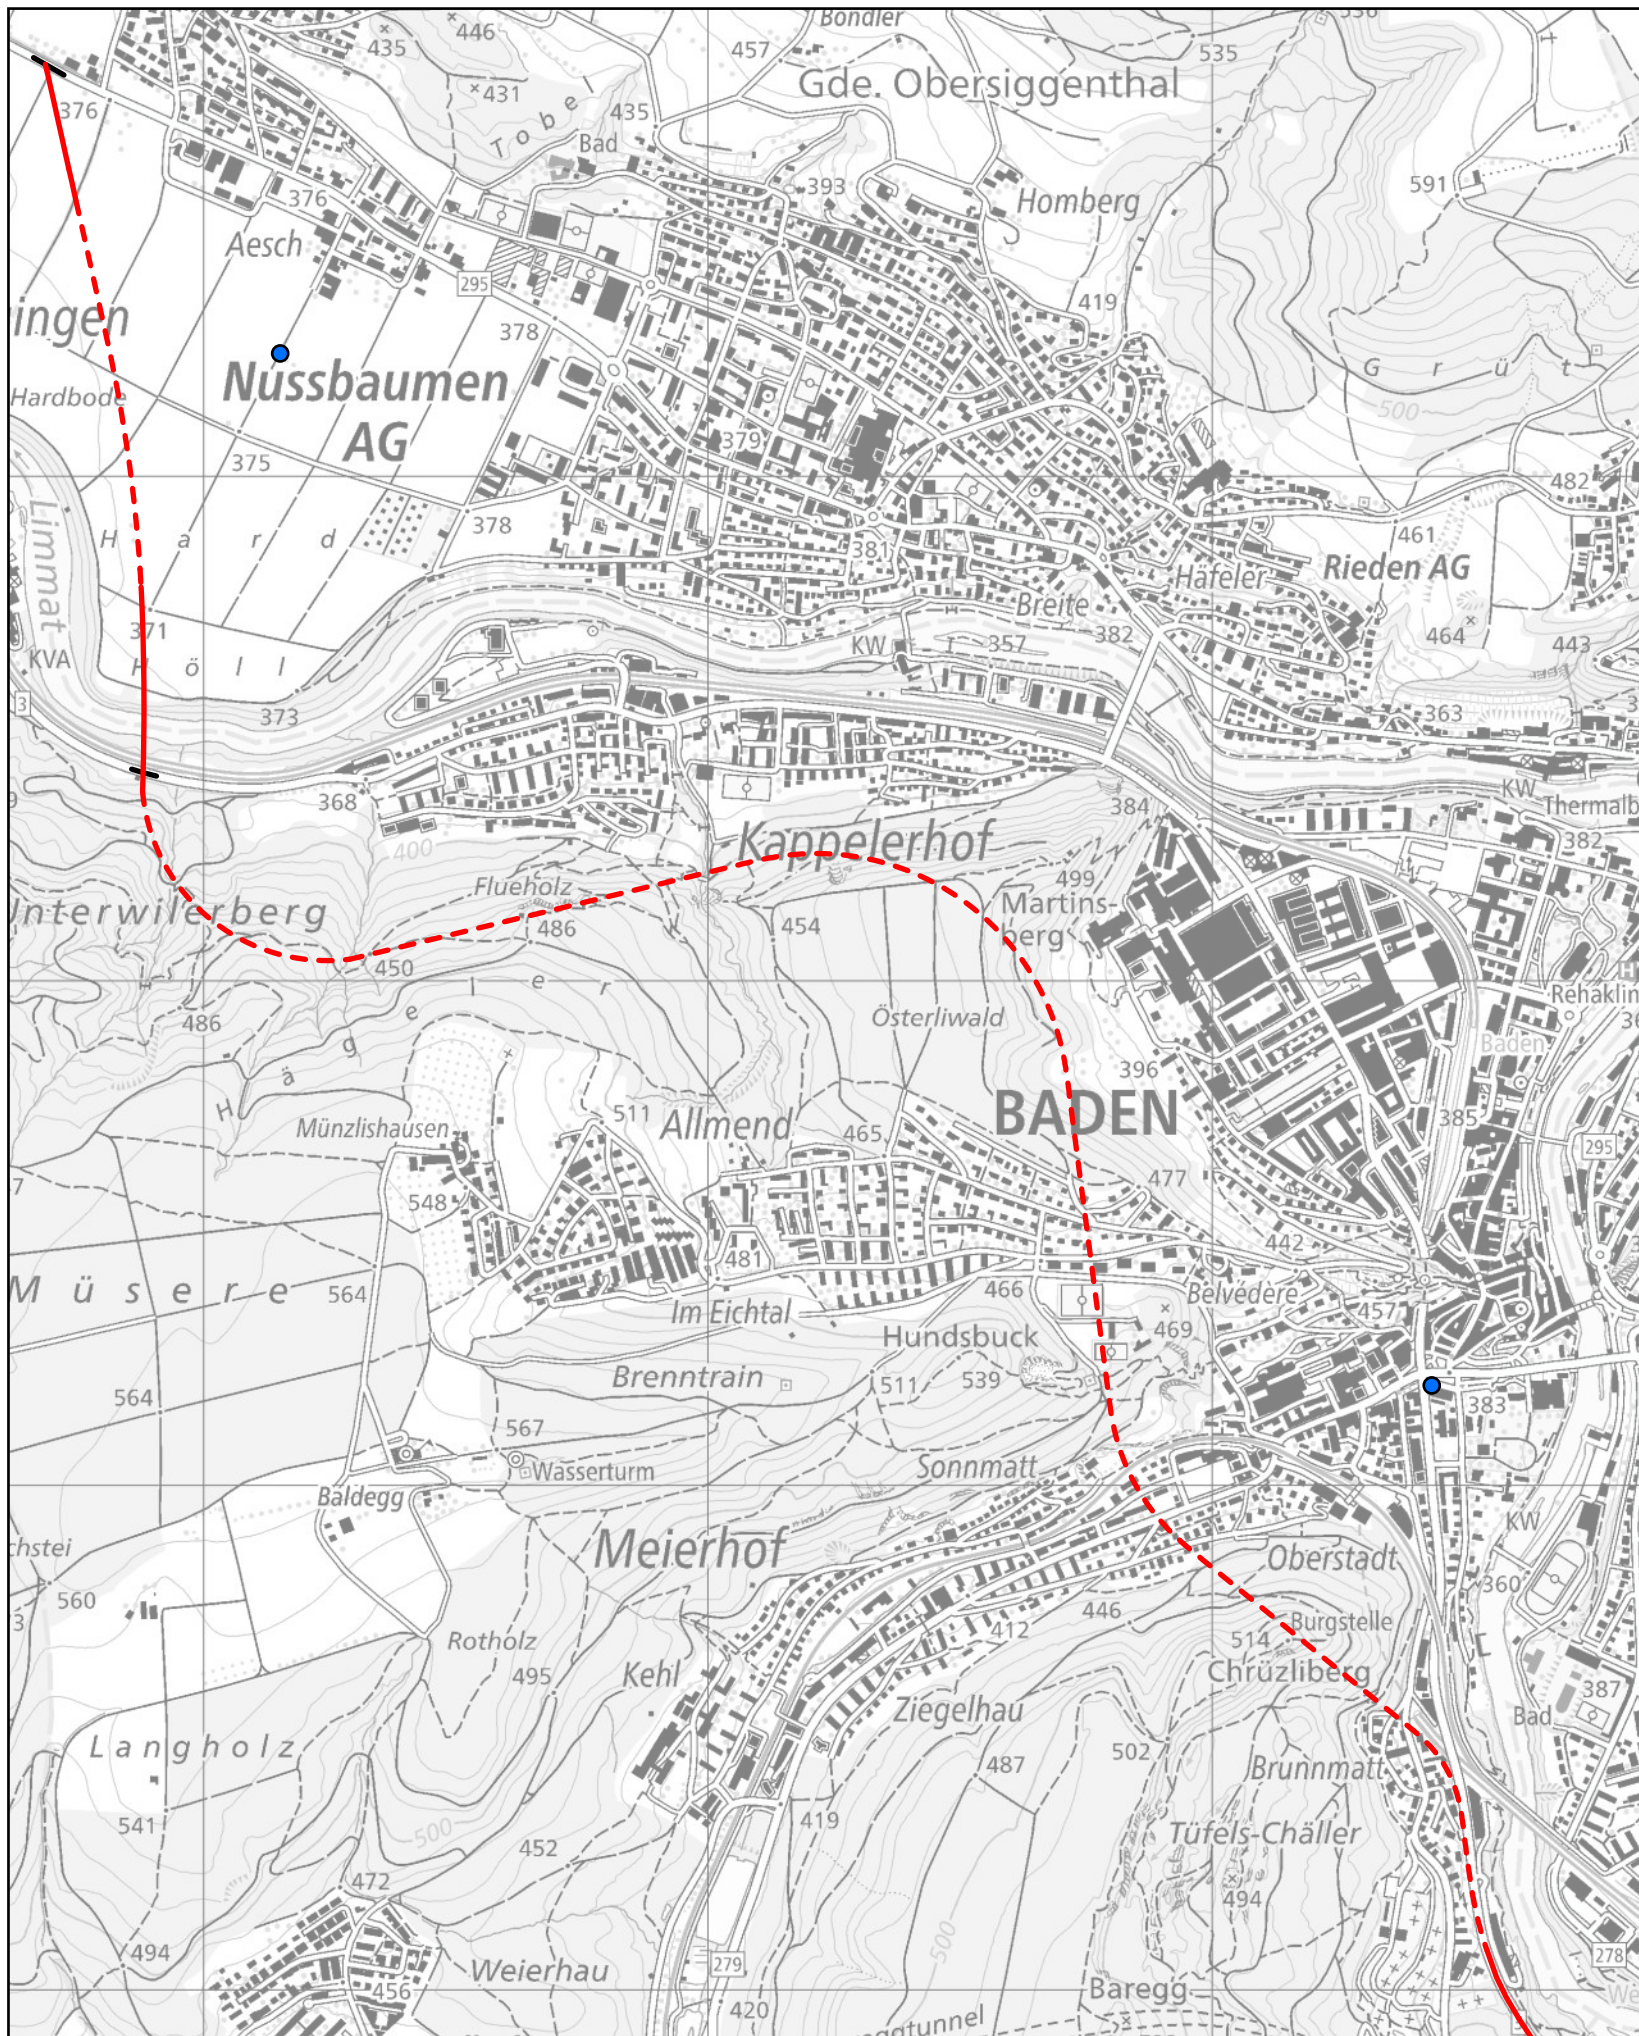 Bondler
446
435
457
535
Gde. Obersiggenthal
431
Tobe
435
376
Bad
393
591
376
Homberg
Aesch
295
419
ingen
378
Nussbaumen
Grüt
Hardbode
500
AG
379
375
482
378
Limmat
Hard
461
381
Rieden AG
Häfeler
Breite
371
382
464
KW
357
443
KVA
Höll
3
373
363
KW
368
384
Thermalb
382
Kappelerhof
400
499
Flueholz
Martins-
berg
Unterwilerberg
486
454
450
Hägeler
H
Rehaklin
Österliwald
486
36
Baden
396
511
Allmend
BADEN
385
Münzlishausen
465
295
477
548
442
481
Müsere
564
466
Belvédère
457
Im Eichtal
469
Hundsbuck
Brenntrain
539
511
564
383
567
Sonnmatt
Wasserturm
Baldegg
KW
chstei
Meierhof
Oberstadt
560
360
446
Burgstelle
412
514
Rotholz
Chrüzliberg
495
Kehl
387
Ziegelhau
Bad
Langholz
502
487
Brunnmatt
541
419
500
Tüfels-Chäller
452
472
494
500
494
Weierhau
279
278
456
Baregg
420
ggtunnel